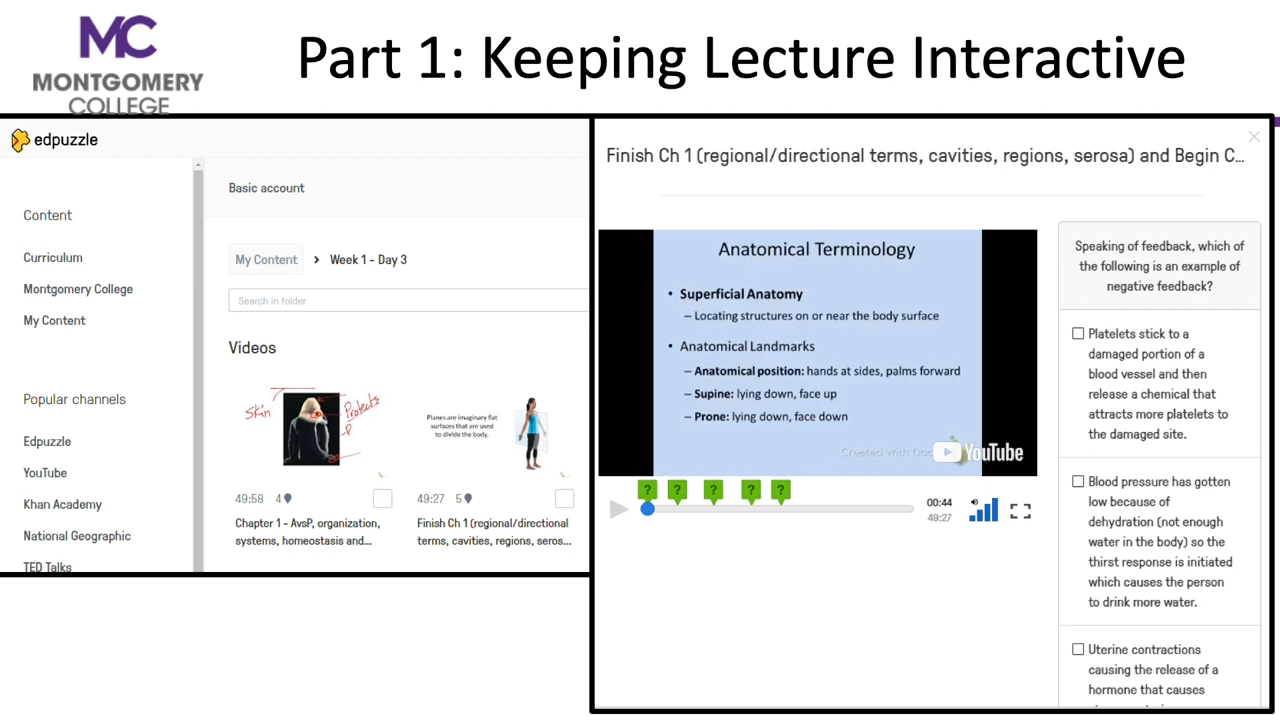 MC
MONTGOMERY
COLLEGE
Part 1: Keeping Lecture Interactive
edpuzzle
Content
Curriculum
Montgomery College
My Content
Popular channels
Edpuzzle
YouTube
Khan Academy
National Geographic
TED Talks
Basic account
My Content > Week 1 - Day 3
Search in folder
Videos
Skin
Protects
Planes are imaginary flat
surfaces that are used
to divide the body.
49:58 4
49:27 5
Chapter 1 - AvsP, organization,
systems, homeostasis and...
Finish Ch 1 (regional/directional
terms, cavities, regions, seros...
Finish Ch 1 (regional/directional terms, cavities, regions, serosa) and Begin C...
Anatomical Terminology
• Superficial Anatomy
– Locating structures on or near the body surface
• Anatomical Landmarks
– Anatomical position: hands at sides, palms forward
– Supine: lying down, face up
– Prone: lying down, face down
Created with
YouTube
? ? ? ? ?
00:44
49:27
Speaking of feedback, which of
the following is an example of
negative feedback?
Platelets stick to a
damaged portion of a
blood vessel and then
release a chemical that
attracts more platelets to
the damaged site.
Blood pressure has gotten
low because of
dehydration (not enough
water in the body) so the
thirst response is initiated
which causes the person
to drink more water.
Uterine contractions
causing the release of a
hormone that causes